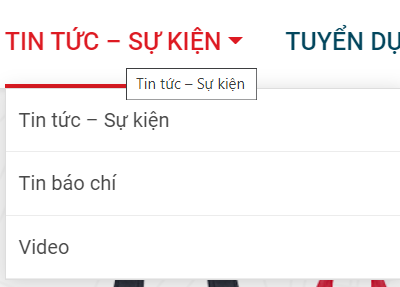 TIN TỨC – SỰ KIỆN TUYỂN DỤ
Tin tức – Sự kiện
Tin tức – Sự kiện
Tin báo chí
Video